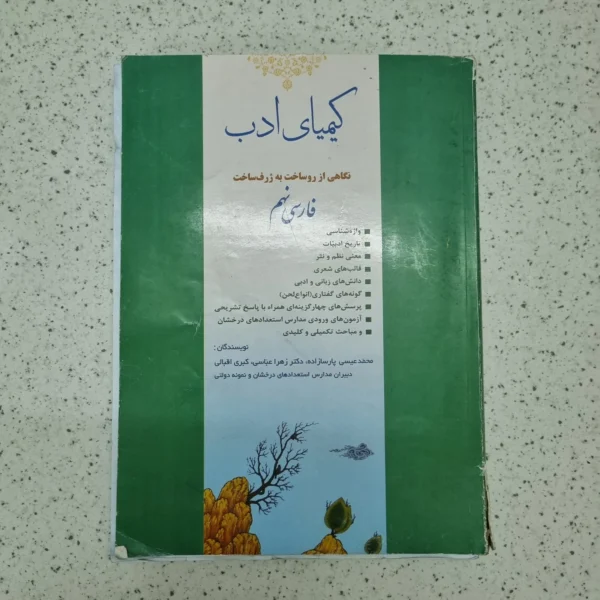 کیمیای ادب
نگاهی از روساخت به ژرف‌ساخت
فارسی نهم
واژه‌شناسی
تاریخ ادبیات
معنی نظم و نثر
قالب‌های شعری
دانش‌های زبانی و ادبی
گونه‌های گفتاری(انواع لحن)
پرسش‌های چهارگزینه‌ای همراه با پاسخ تشریحی
آزمون‌های ورودی مدارس استعدادهای درخشان
و مباحث تکمیلی و کلیدی
نویسندگان :
محمدعیسی پارسازاده، دکتر زهرا عباسی، کبری اقبالی
دبیران مدارس استعدادهای درخشان و نمونه دولتی